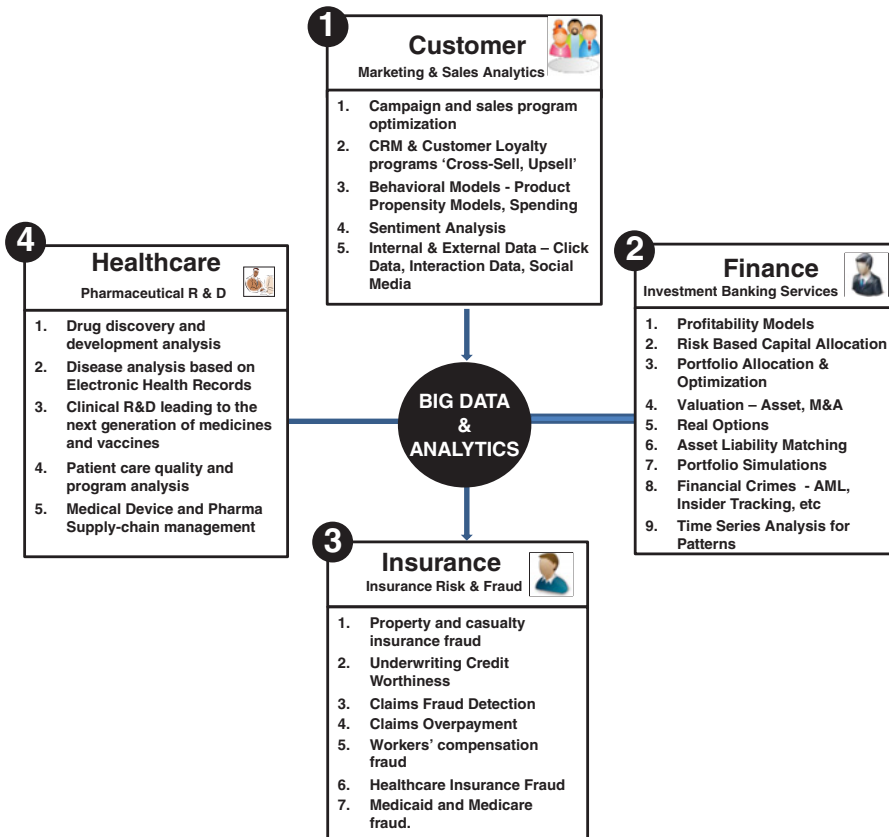 1
Customer
Marketing & Sales Analytics
1. Campaign and sales program
optimization
2. CRM & Customer Loyalty
programs ‘Cross-Sell, Upsell’
3. Behavioral Models - Product
Propensity Models, Spending
4. Sentiment Analysis
5. Internal & External Data – Click
Data, Interaction Data, Social
Media
4
Healthcare
Pharmaceutical R & D
1. Drug discovery and
development analysis
2. Disease analysis based on
Electronic Health Records
3. Clinical R&D leading to the
next generation of medicines
and vaccines
4. Patient care quality and
program analysis
5. Medical Device and Pharma
Supply-chain management
BIG DATA
&
ANALYTICS
2
Finance
Investment Banking Services
1. Profitability Models
2. Risk Based Capital Allocation
3. Portfolio Allocation &
Optimization
4. Valuation – Asset, M&A
5. Real Options
6. Asset Liability Matching
7. Portfolio Simulations
8. Financial Crimes - AML,
Insider Tracking, etc
9. Time Series Analysis for
Patterns
3
Insurance
Insurance Risk & Fraud
1. Property and casualty
insurance fraud
2. Underwriting Credit
Worthiness
3. Claims Fraud Detection
4. Claims Overpayment
5. Workers’ compensation
fraud
6. Healthcare Insurance Fraud
7. Medicaid and Medicare
fraud.